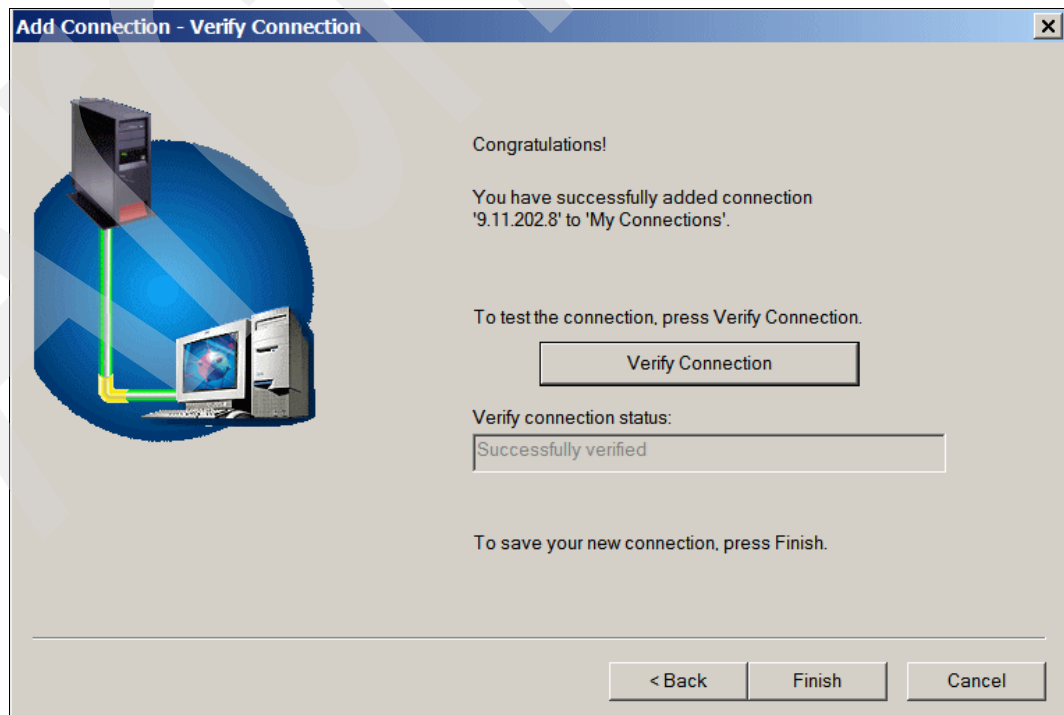 Add Connection - Verify Connection
Congratulations!
You have successfully added connection
'9.11.202.8' to 'My Connections'.
To test the connection, press Verify Connection.
Verify Connection
Verify connection status:
Successfully verified
To save your new connection, press Finish.
< Back
Finish
Cancel